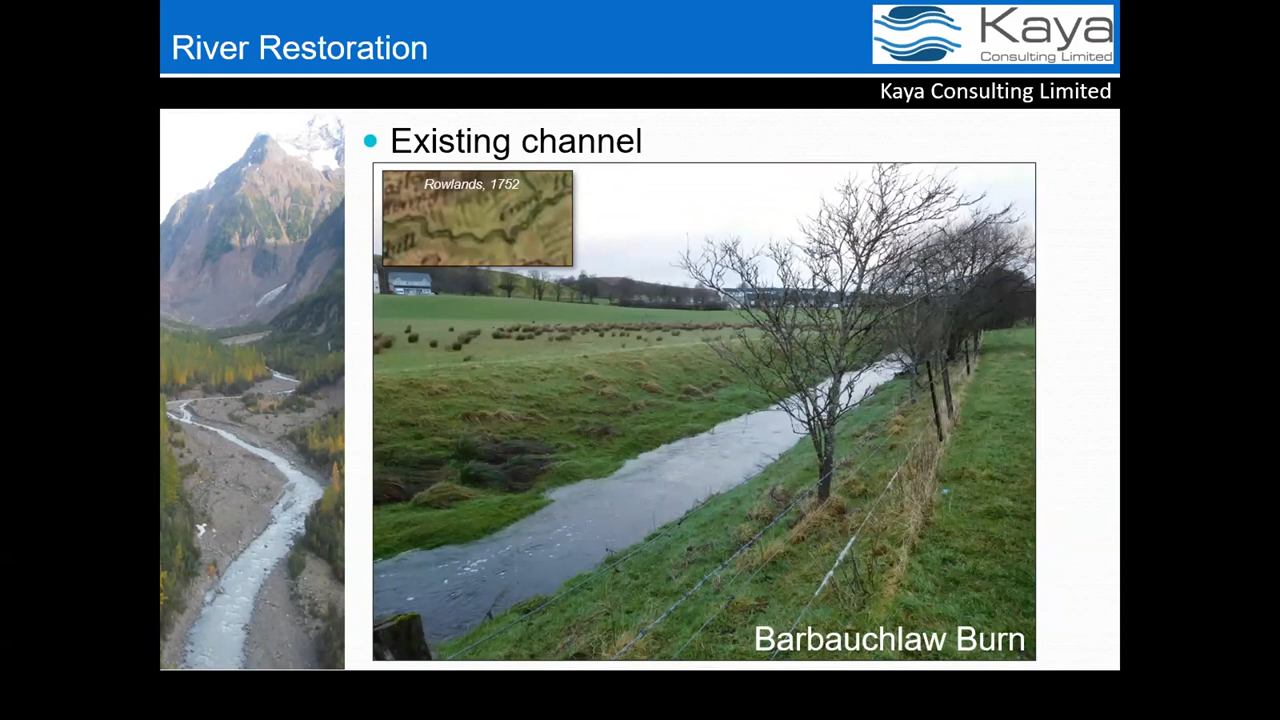 River Restoration
Kaya
Consulting Limited
Kaya Consulting Limited
Existing channel
Rowlands, 1752
Barbauchlaw Burn